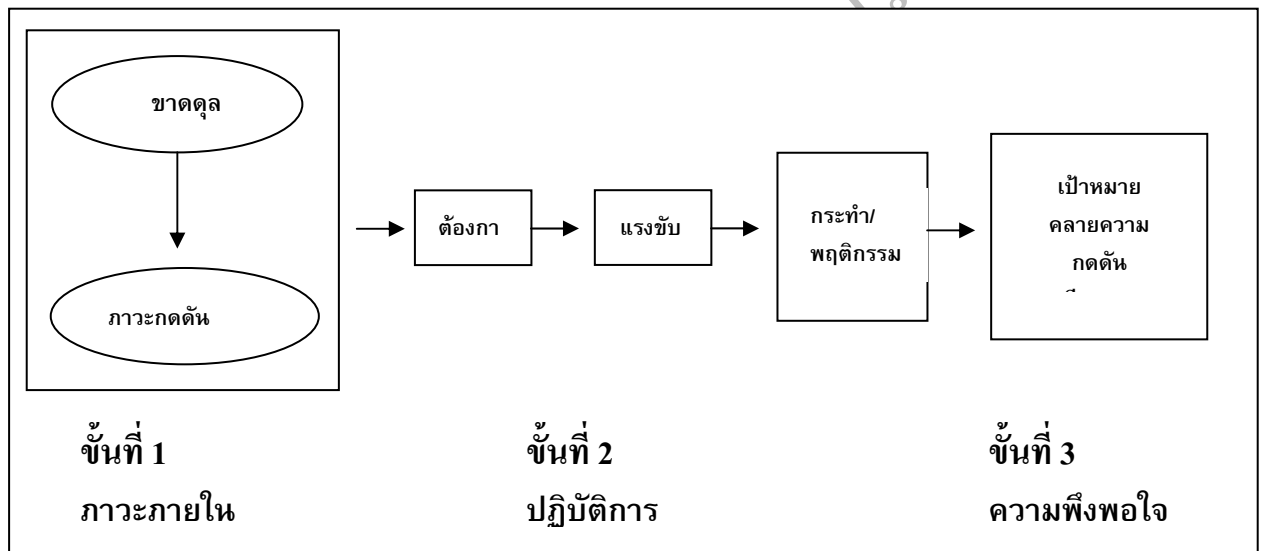 ขาดดุล
ภาวะกดดัน
ต้องกา
แรงขับ
กระทำ/
พฤติกรรม
เป้าหมาย
คลายความ
กดดัน
ขั้นที่ 1
ภาวะภายใน
ขั้นที่ 2
ปฏิบัติการ
ขั้นที่ 3
ความพึงพอใจ